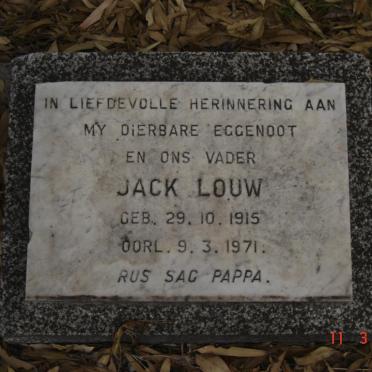 IN LIEFDEVOLLE HERINNERING AAN
MY DIERBARE EGGENOOT
EN ONS VADER
JACK LOUW
GEB. 29. 10. 1915
OORL. 9. 3. 1971.
RUS SAG PAPPA.
11 3